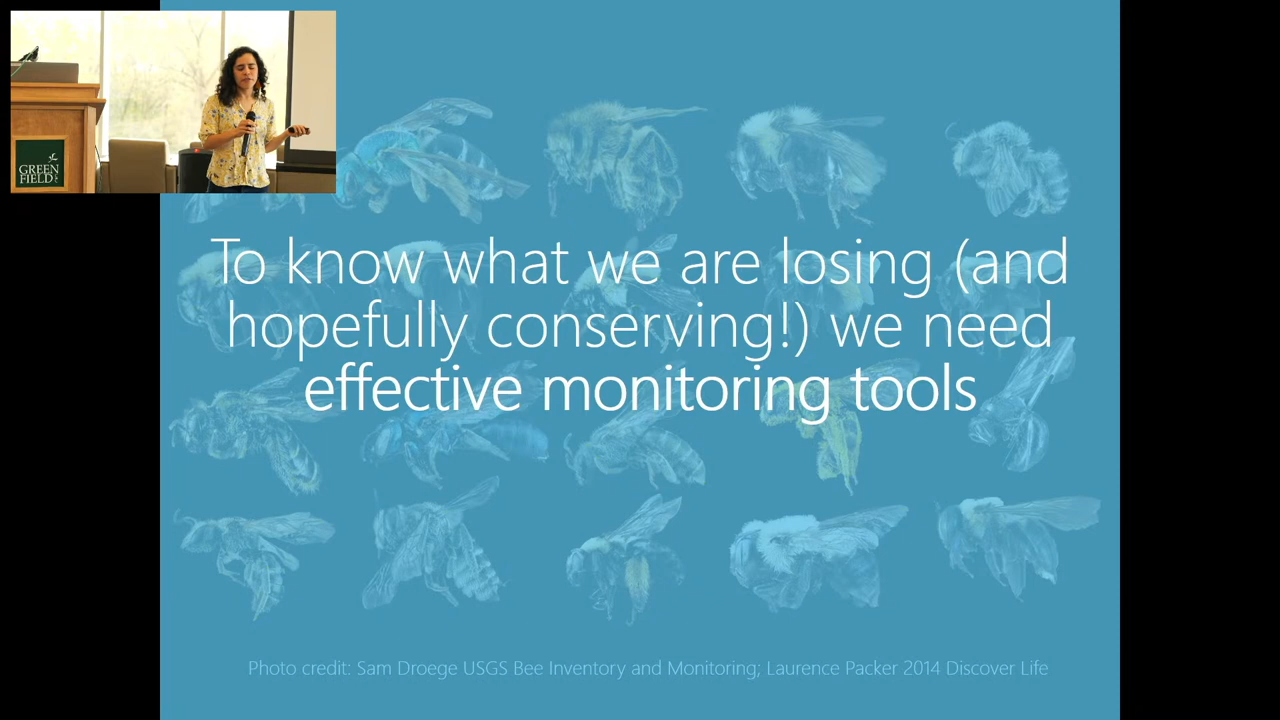 GREEN
FIELD
To know what we are losing (and
hopefully conserving!) we need
effective monitoring tools
Photo credit: Sam Droege USGS Bee Inventory and Monitoring; Laurence Packer 2014 Discover Life